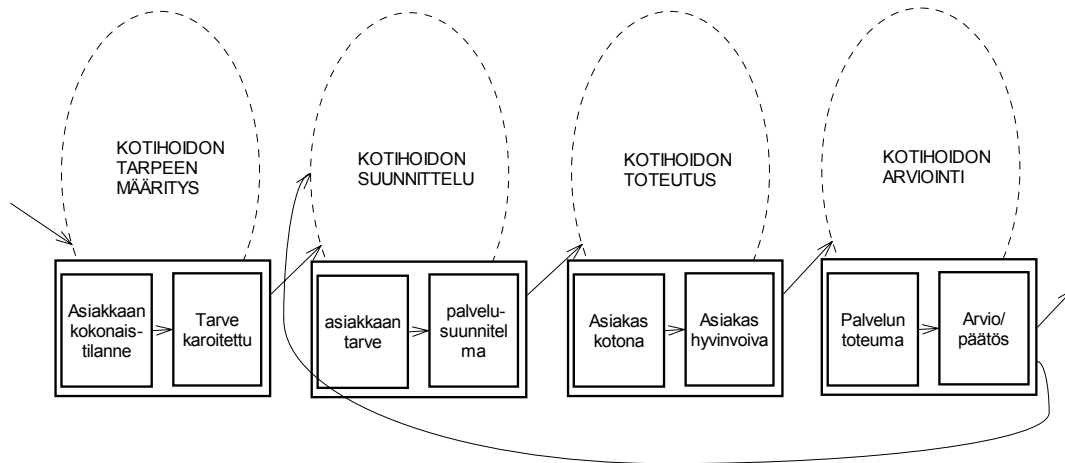 KOTIHOIDON
TARPEEN
MÄÄRITYS
KOTIHOIDON
SUUNNITTELU
KOTIHOIDON
TOTEUTUS
KOTIHOIDON
ARVIOINTI
Asiakkaan
kokonais-
tilanne
Tarve
karoitettu
asiakkaan
tarve
palvelu-
suunnitel
ma
Asiakas
kotona
Asiakas
hyvinvoiva
Palvelun
toteuma
Arvio/
päätös